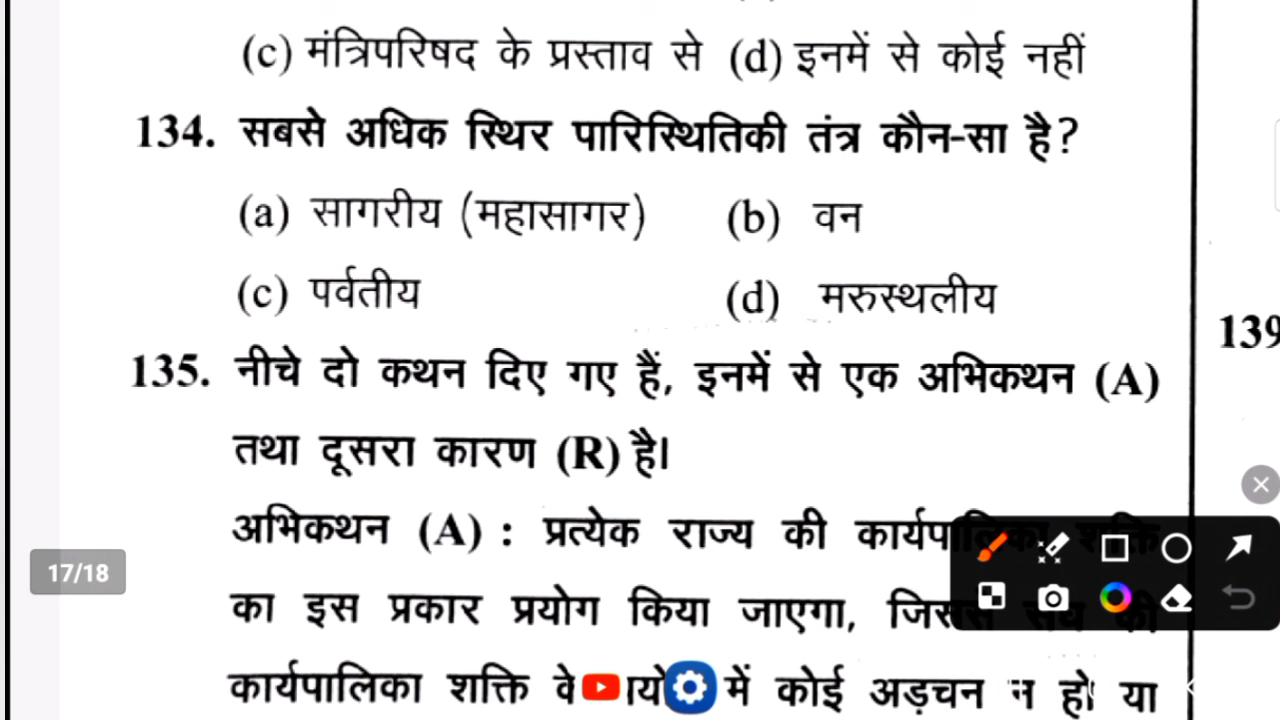 (c) मंत्रिपरिषद के प्रस्ताव से (d) इनमें से कोई नहीं
134. सबसे अधिक स्थिर पारिस्थितिकी तंत्र कौन-सा है?
(a) सागरीय (महासागर) (b) वन
(c) पर्वतीय (d) मरुस्थलीय
135. नीचे दो कथन दिए गए हैं, इनमें से एक अभिकथन (A)
तथा दूसरा कारण (R) है।
अभिकथन (A) : प्रत्येक राज्य की कार्यपालिका शक्ति
का इस प्रकार प्रयोग किया जाएगा, जिससे संघ की
कार्यपालिका शक्ति में कोई अड़चन न हो या
139
17/18